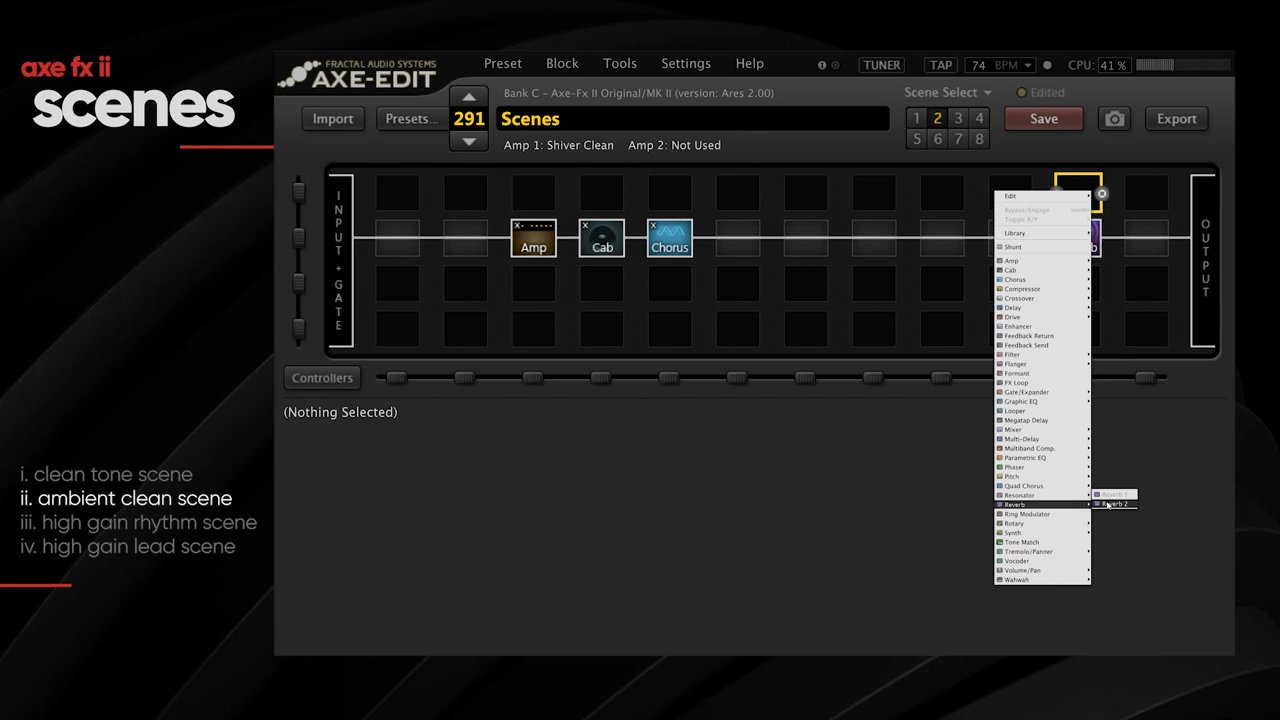 axe fx ii
scenes
i. clean tone scene
ii. ambient clean scene
iii. high gain rhythm scene
iv. high gain lead scene
FRACTAL AUDIO SYSTEMS
AXE-EDIT
Preset Block Tools Settings Help
TUNER TAP 74 BPM CPU: 41 %
Bank C - Axe-Fx II Original/MK II (version: Ares 2.00)
Scene Select Edited
Import Presets... 291 Scenes
1 2 3 4
5 6 7 8
Save Export
Amp 1: Shiver Clean Amp 2: Not Used
INPUT + GATE
X Amp
X Cab
X Chorus
b
OUTPUT
Controllers
(Nothing Selected)
Edit
Bypass/Engage
Toggle X/Y
Library
Shunt
Amp
Cab
Chorus
Compressor
Crossover
Delay
Drive
Enhancer
Feedback Return
Feedback Send
Filter
Flanger
Formant
FX Loop
Gate/Expander
Graphic EQ
Looper
Megatap Delay
Mixer
Multi-Delay
Multiband Comp.
Parametric EQ
Phaser
Pitch
Quad Chorus
Resonator
Reverb
Reverb 1
Reverb 2
Ring Modulator
Rotary
Synth
Tone Match
Tremolo/Panner
Vocoder
Volume/Pan
Wahwah